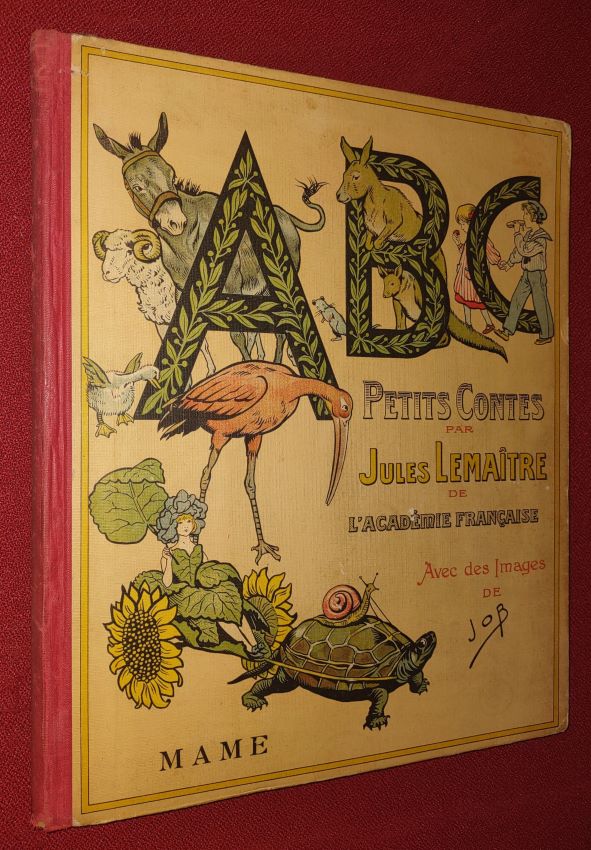 ABC
PETITS CONTES
PAR
JULES LEMAÎTRE
DE
L'ACADÉMIE FRANÇAISE
Avec des Images
DE
JOB
MAME